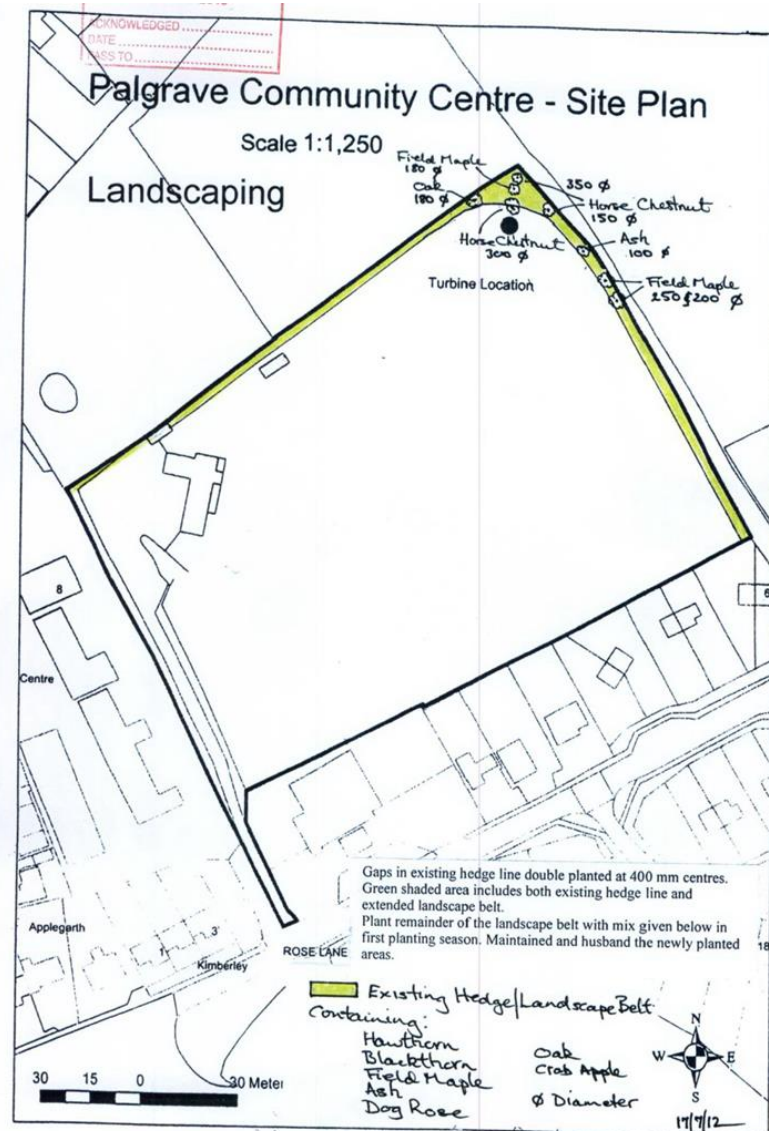 ACKNOWLEDGED
DATE
PASS TO
Palgrave Community Centre - Site Plan
Scale 1:1,250
Landscaping
Field Maple
180 ø
Oak
180 ø
350 ø
Horse Chestnut
150 ø
Horse Chestnut
300 ø
Ash
100 ø
Turbine Location
Field Maple
250 & 200 ø
8
6
Centre
Gaps in existing hedge line double planted at 400 mm centres.
Green shaded area includes both existing hedge line and
extended landscape belt.
Plant remainder of the landscape belt with mix given below in
first planting season. Maintained and husband the newly planted
areas.
Applegarth
3
1
Kimberley
ROSE LANE
18
Existing Hedge/Landscape Belt
Containing:
Hawthorn
Blackthorn
Field Maple
Ash
Dog Rose
Oak
Crab Apple
ø Diameter
N
W E
S
30 15 0 30 Meter
17/7/12